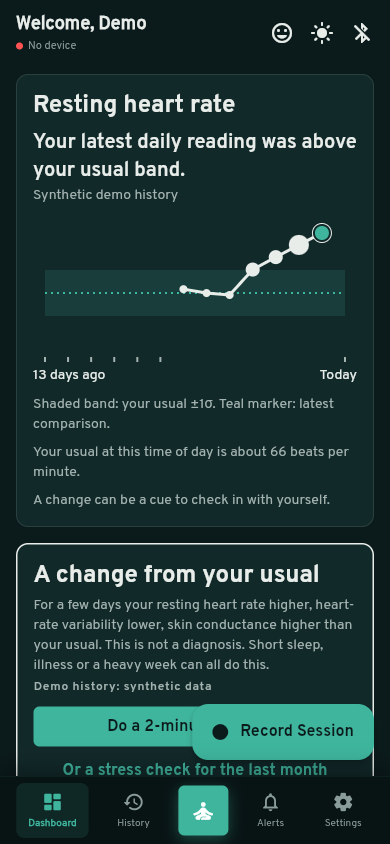 Welcome, Demo
No device
Resting heart rate
Your latest daily reading was above
your usual band.
Synthetic demo history
13 days ago
Today
Shaded band: your usual ±1σ. Teal marker: latest
comparison.
Your usual at this time of day is about 66 beats per
minute.
A change can be a cue to check in with yourself.
A change from your usual
For a few days your resting heart rate higher, heart-
rate variability lower, skin conductance higher than
your usual. This is not a diagnosis. Short sleep,
illness or a heavy week can all do this.
Demo history: synthetic data
Do a 2-minu
Record Session
Or a stress check for the last month
Dashboard
History
Alerts
Settings